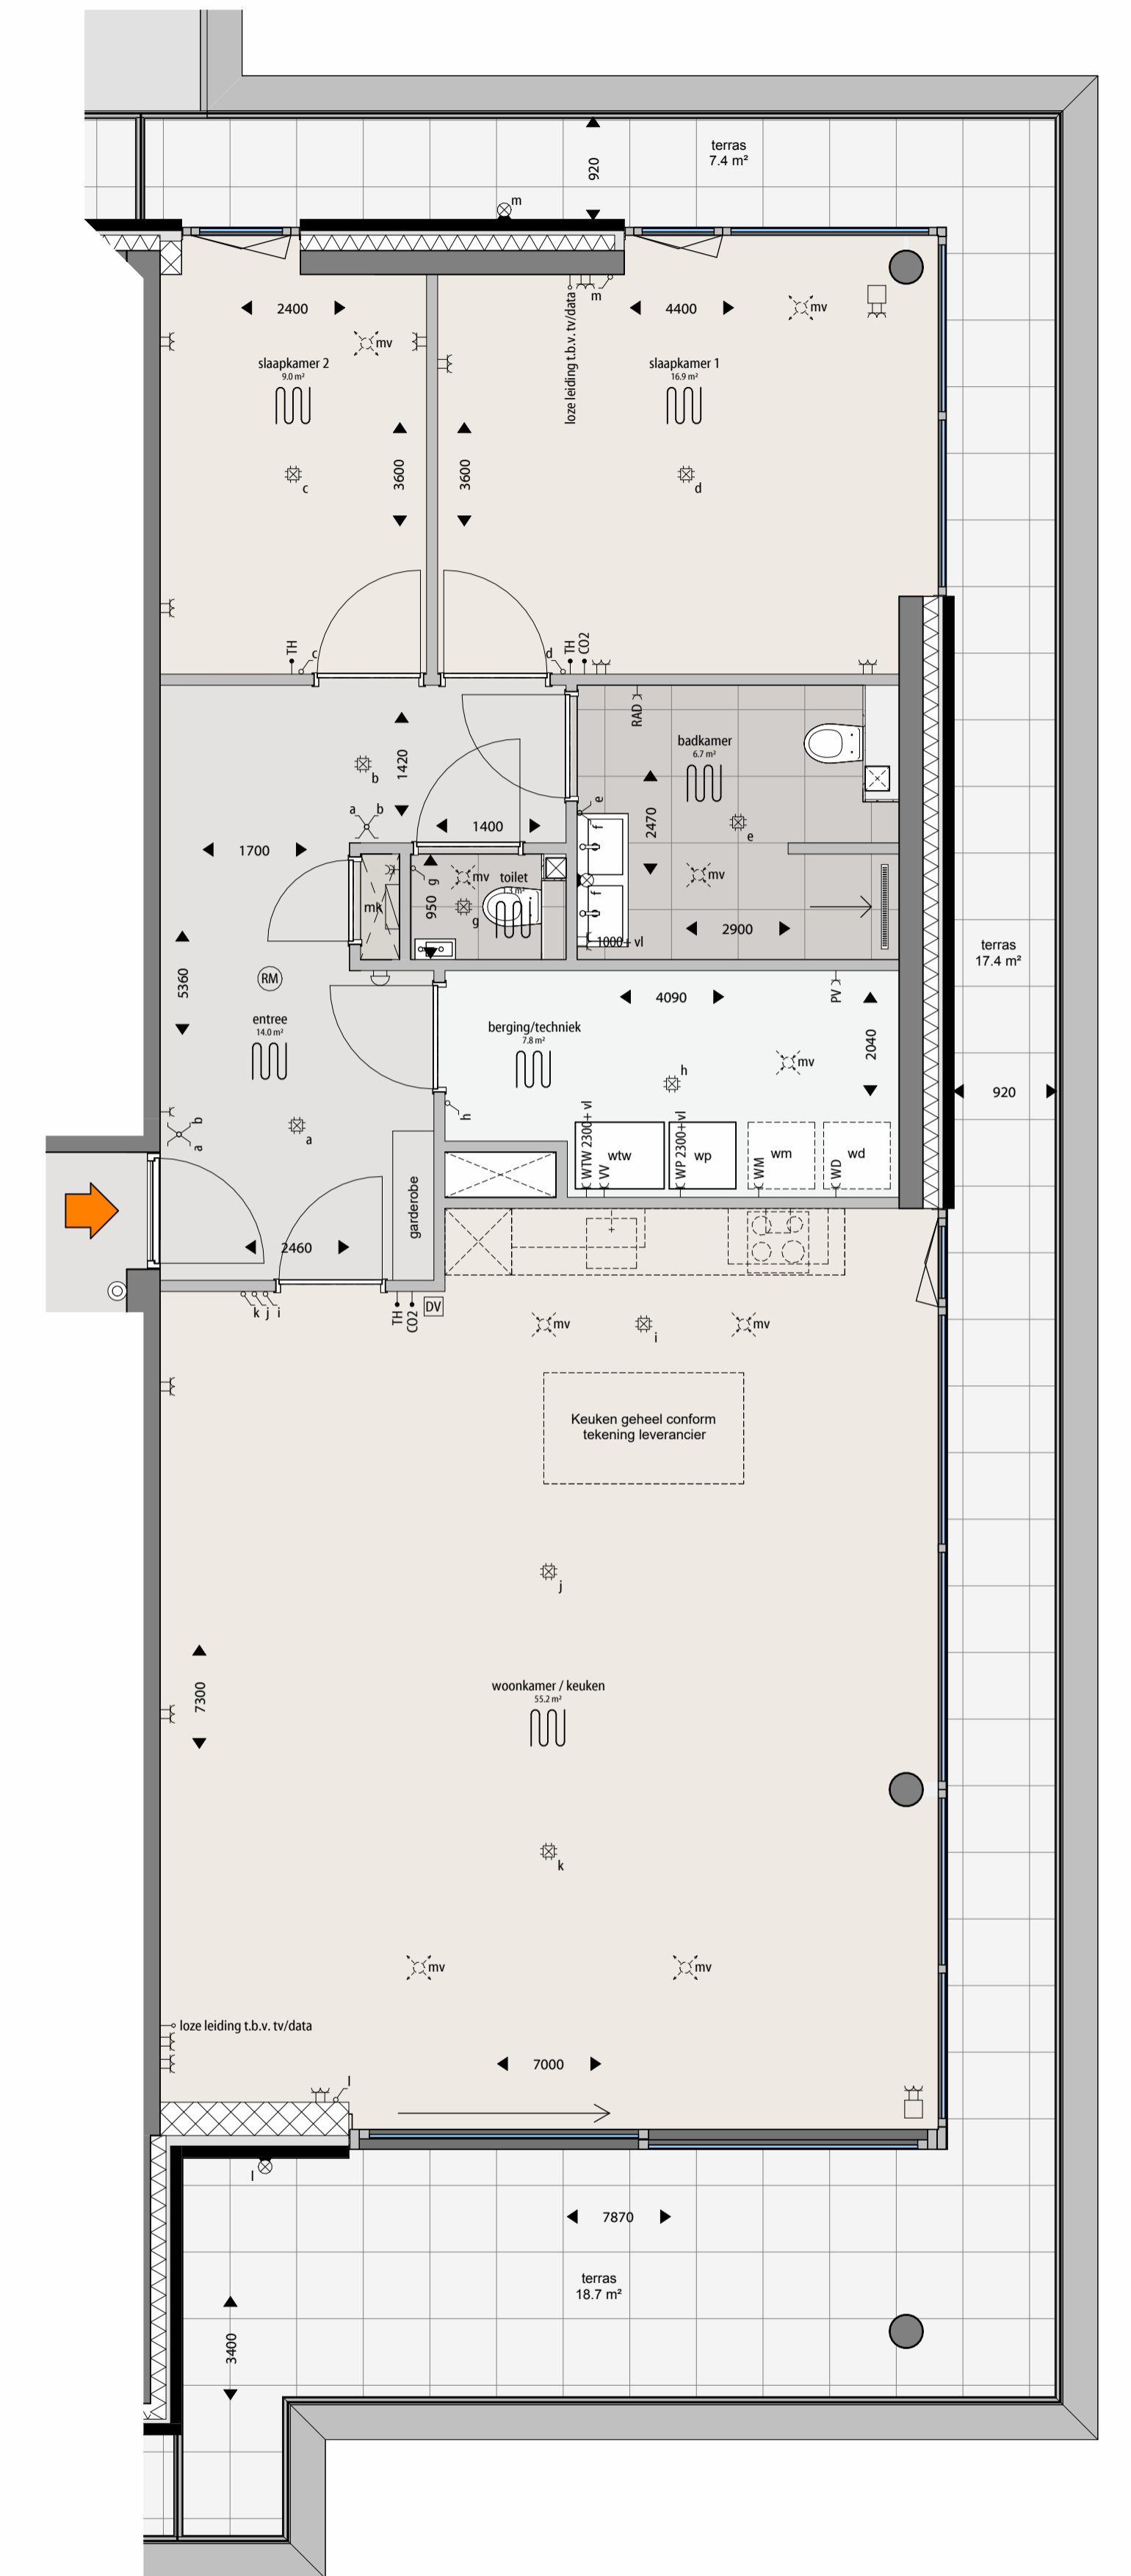 terras
7.4 m²
920
m
2400
mv
slaapkamer 2
9.0 m²
3600
c
loze leiding t.b.v. tv/data
m
4400
mv
slaapkamer 1
16.9 m²
3600
d
TH
c
d
TH
CO2
RAD
badkamer
6.7 m²
b
1420
a
b
1400
1700
e
f
f
2470
e
mv
2900
1000+ vl
mk
g
950
mv
toilet
1.3 m²
g
5360
RM
entree
14.0 m²
a
b
a
2460
garderobe
berging/techniek
7.8 m²
4090
PV
2040
mv
h
h
WTW 2300+ vl
VV
wtw
WP 2300+vl
wp
WM
wm
WD
wd
terras
17.4 m²
920
k
j
i
TH
CO2
DV
mv
i
mv
Keuken geheel conform
tekening leverancier
j
7300
woonkamer / keuken
55.2 m²
k
mv
mv
loze leiding t.b.v. tv/data
7000
l
l
7870
terras
18.7 m²
3400